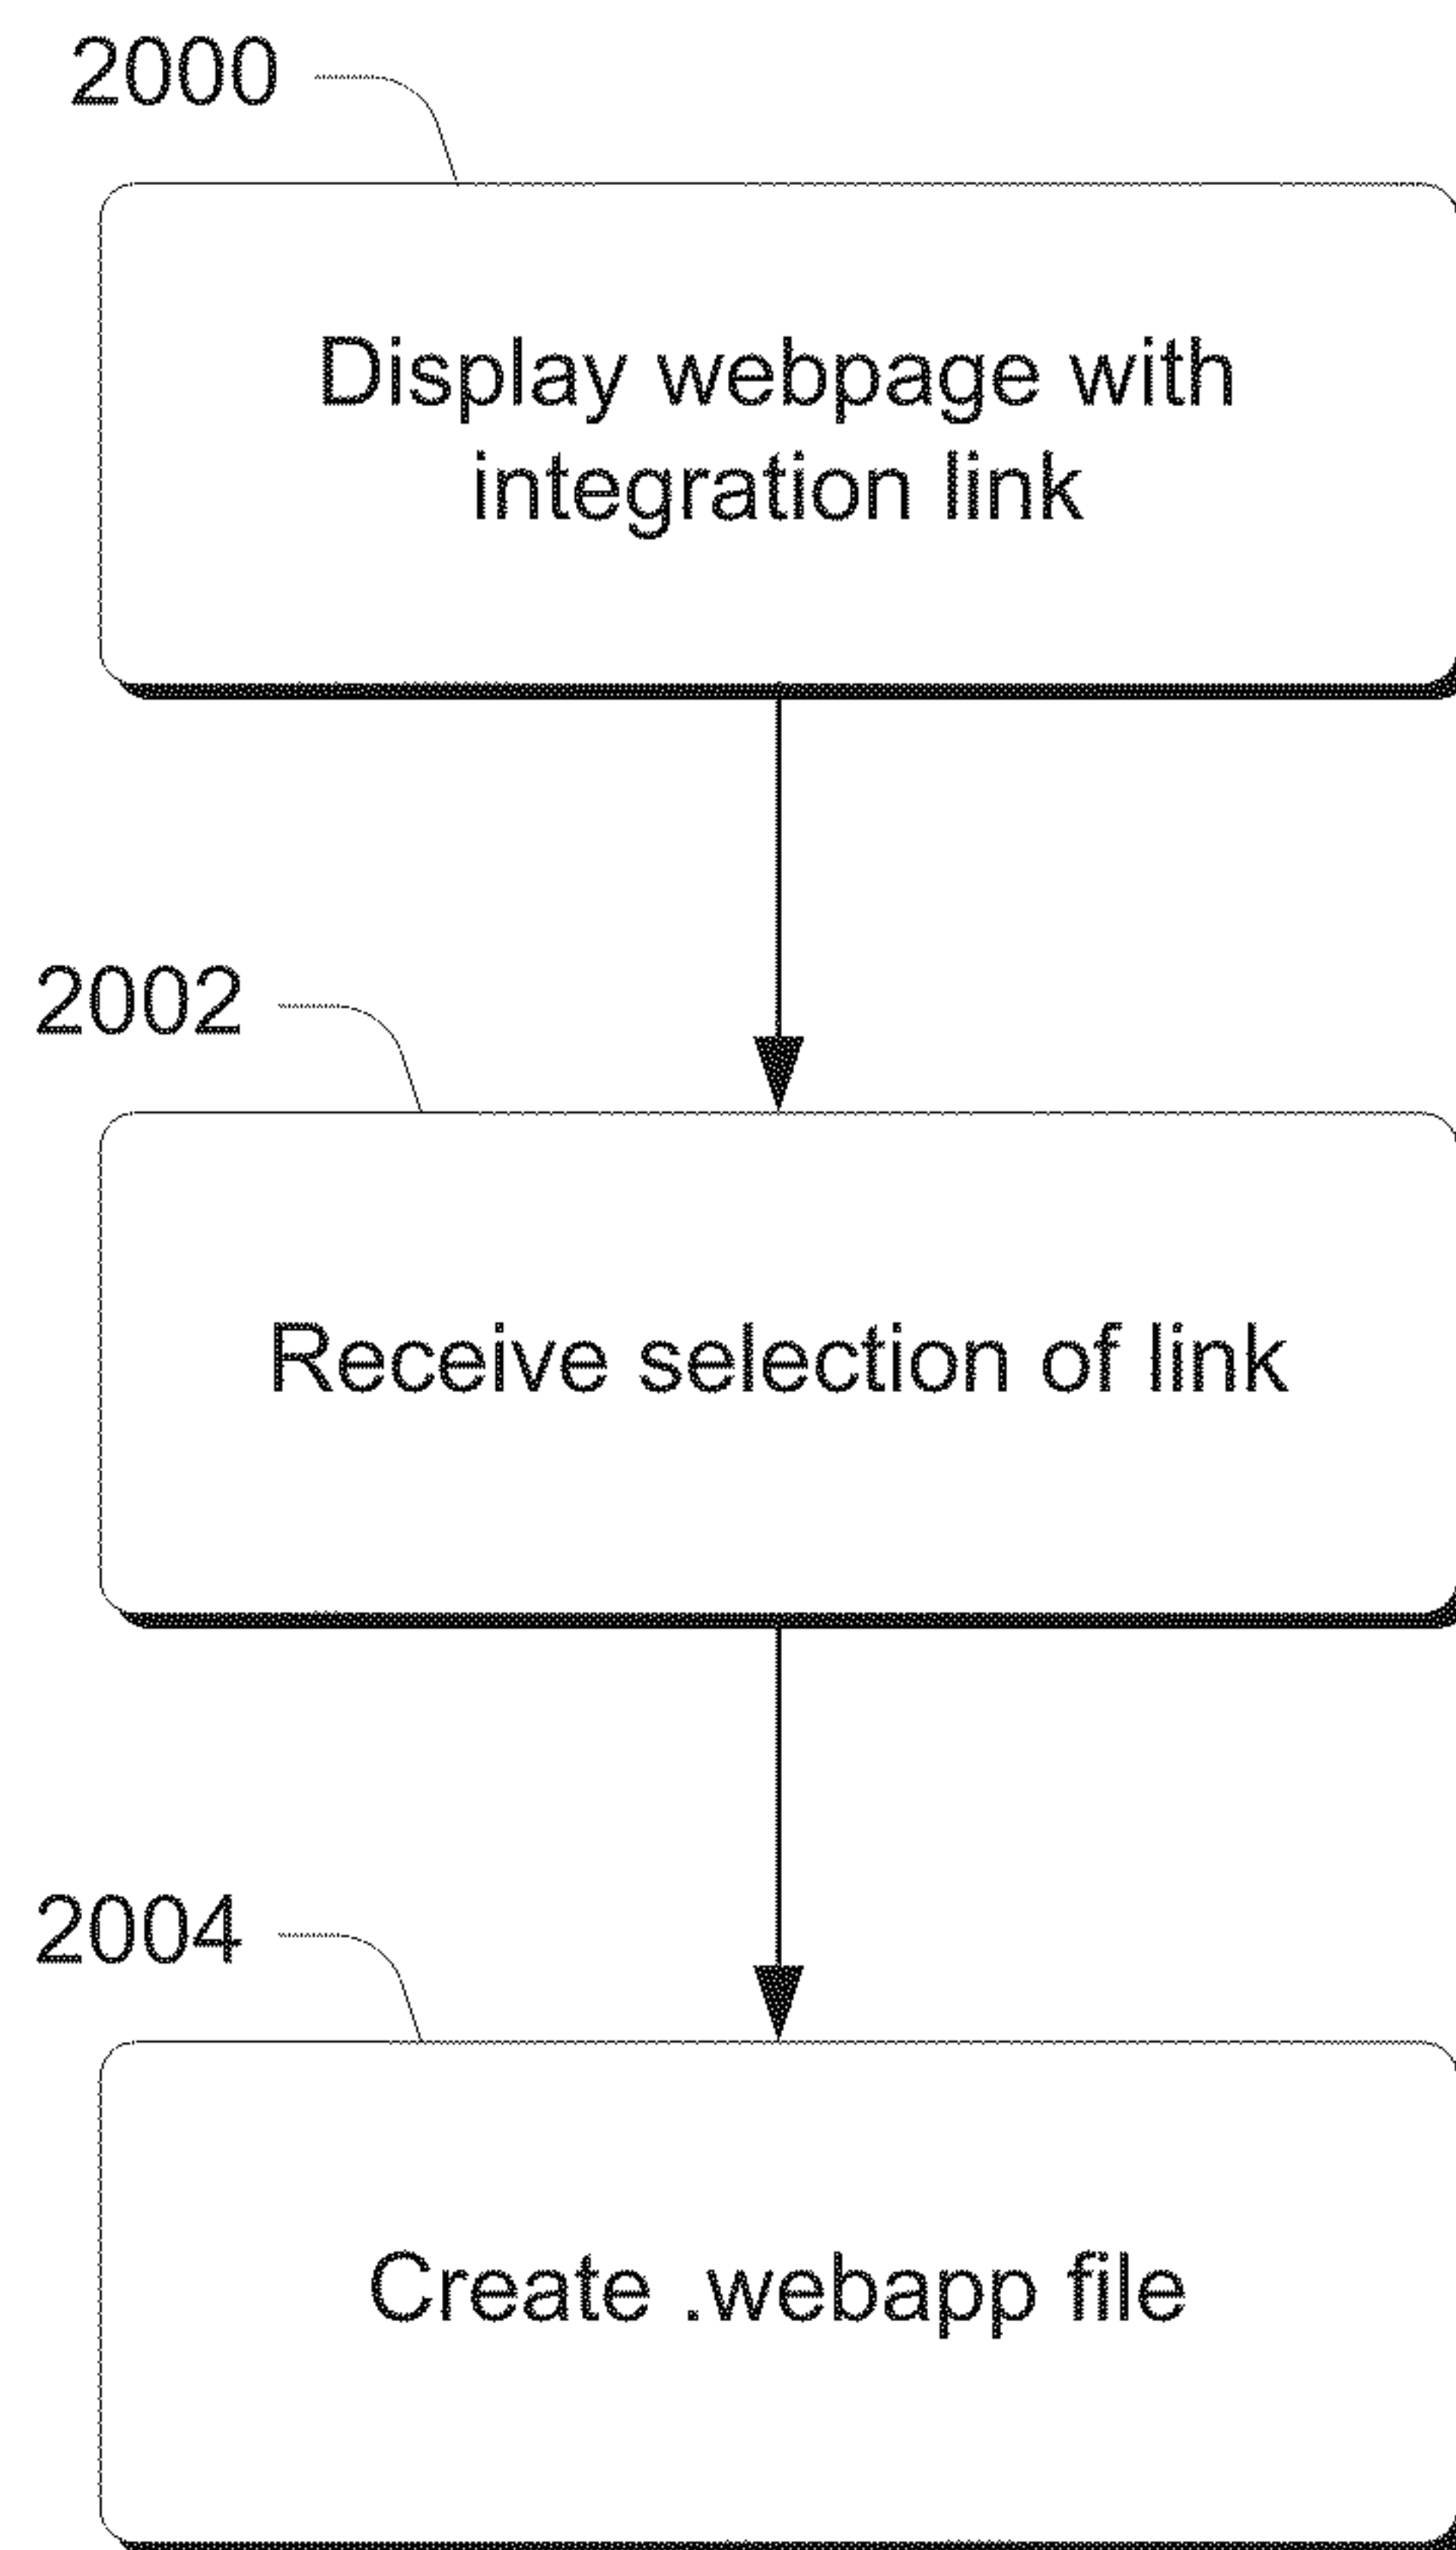 2000
Display webpage with
integration link
2002
Receive selection of link
2004
Create .webapp file